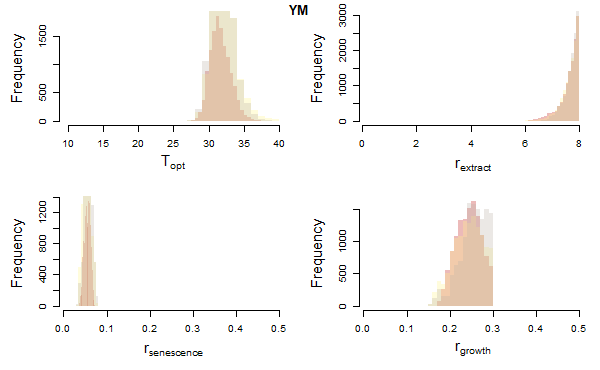 YM
Frequency
0 500 1500
10 15 20 25 30 35 40
Topt
Frequency
0 1000 2000 3000
0 2 4 6 8
rextract
Frequency
0 400 800 1200
0.0 0.1 0.2 0.3 0.4 0.5
rsenescence
Frequency
0 500 1000
0.0 0.1 0.2 0.3 0.4 0.5
rgrowth